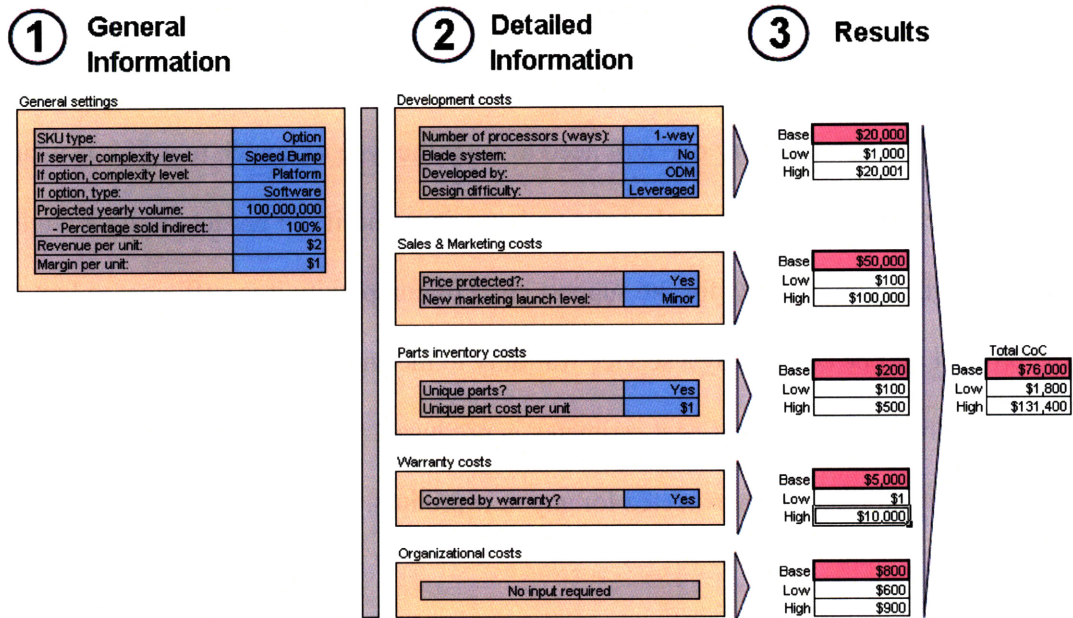 1 General Information
2 Detailed Information
3 Results
General settings
SKU type: Option
If server, complexity level: Speed Bump
If option, complexity level: Platform
If option, type: Software
Projected yearly volume: 100,000,000
- Percentage sold indirect: 100%
Revenue per unit: $2
Margin per unit: $1
Development costs
Number of processors (ways): 1-way
Blade system: No
Developed by: ODM
Design difficulty: Leveraged
Base $20,000
Low $1,000
High $20,001
Sales & Marketing costs
Price protected?: Yes
New marketing launch level: Minor
Base $50,000
Low $100
High $100,000
Parts inventory costs
Unique parts? Yes
Unique part cost per unit $1
Base $200
Low $100
High $500
Warranty costs
Covered by warranty? Yes
Base $5,000
Low $1
High $10,000
Organizational costs
No input required
Base $800
Low $600
High $900
Total CoC
Base $76,000
Low $1,800
High $131,400